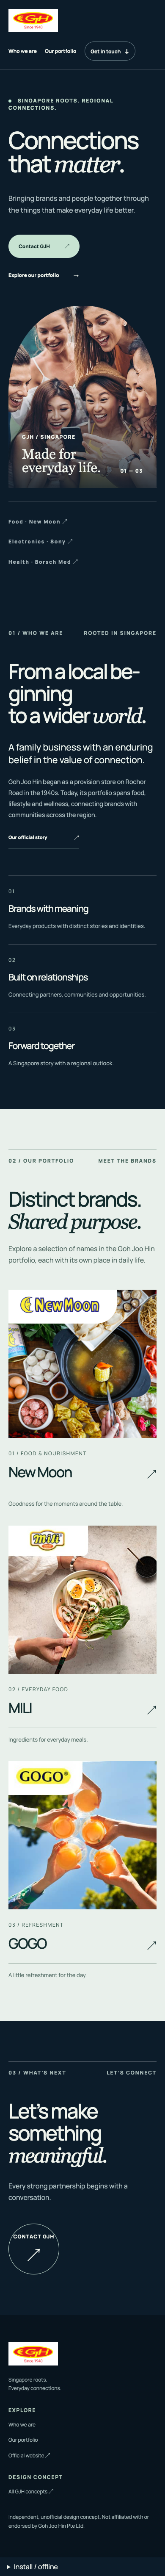 GJH
Since 1940
Who we are
Our portfolio
Get in touch ↓
SINGAPORE ROOTS. REGIONAL
CONNECTIONS.
Connections
that matter.
Bringing brands and people together through
the things that make everyday life better.
Contact GJH ↗
Explore our portfolio →
GJH / SINGAPORE
Made for
everyday life.
01 — 03
Food · New Moon ↗
Electronics · Sony ↗
Health · Borsch Med ↗
01 / WHO WE ARE
ROOTED IN SINGAPORE
From a local be-
ginning
to a wider world.
A family business with an enduring
belief in the value of connection.
Goh Joo Hin began as a provision store on Rochor
Road in the 1940s. Today, its portfolio spans food,
lifestyle and wellness, connecting brands with
communities across the region.
Our official story ↗
01
Brands with meaning
Everyday products with distinct stories and identities.
02
Built on relationships
Connecting partners, communities and opportunities.
03
Forward together
A Singapore story with a regional outlook.
02 / OUR PORTFOLIO
MEET THE BRANDS
Distinct brands.
Shared purpose.
Explore a selection of names in the Goh Joo Hin
portfolio, each with its own place in daily life.
New Moon
01 / FOOD & NOURISHMENT
New Moon ↗
Goodness for the moments around the table.
mili
02 / EVERYDAY FOOD
MILI ↗
Ingredients for everyday meals.
GOGO
03 / REFRESHMENT
GOGO ↗
A little refreshment for the day.
03 / WHAT'S NEXT
LET'S CONNECT
Let's make
something
meaningful.
Every strong partnership begins with a
conversation.
CONTACT GJH
↗
GJH
Since 1940
Singapore roots.
Everyday connections.
EXPLORE
Who we are
Our portfolio
Official website ↗
DESIGN CONCEPT
All GJH concepts ↗
Independent, unofficial design concept. Not affiliated with or
endorsed by Goh Joo Hin Pte Ltd.
▶ Install / offline